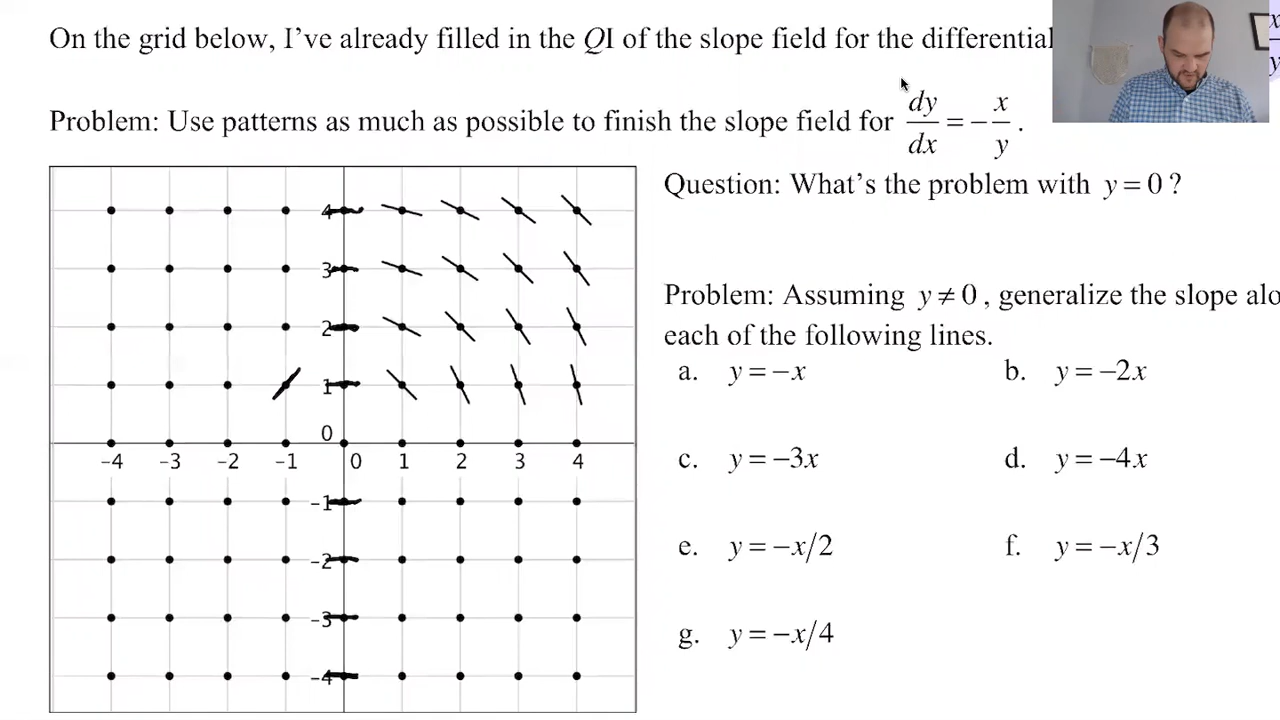 On the grid below, I've already filled in the QI of the slope field for the differential
Problem: Use patterns as much as possible to finish the slope field for dy/dx = -x/y.
x
y
Question: What's the problem with y = 0 ?
Problem: Assuming y ≠ 0, generalize the slope alo
each of the following lines.
a. y = -x b. y = -2x
c. y = -3x d. y = -4x
e. y = -x/2 f. y = -x/3
g. y = -x/4
4
3
2
1
0
-4 -3 -2 -1 0 1 2 3 4
-1
-2
-3
-4